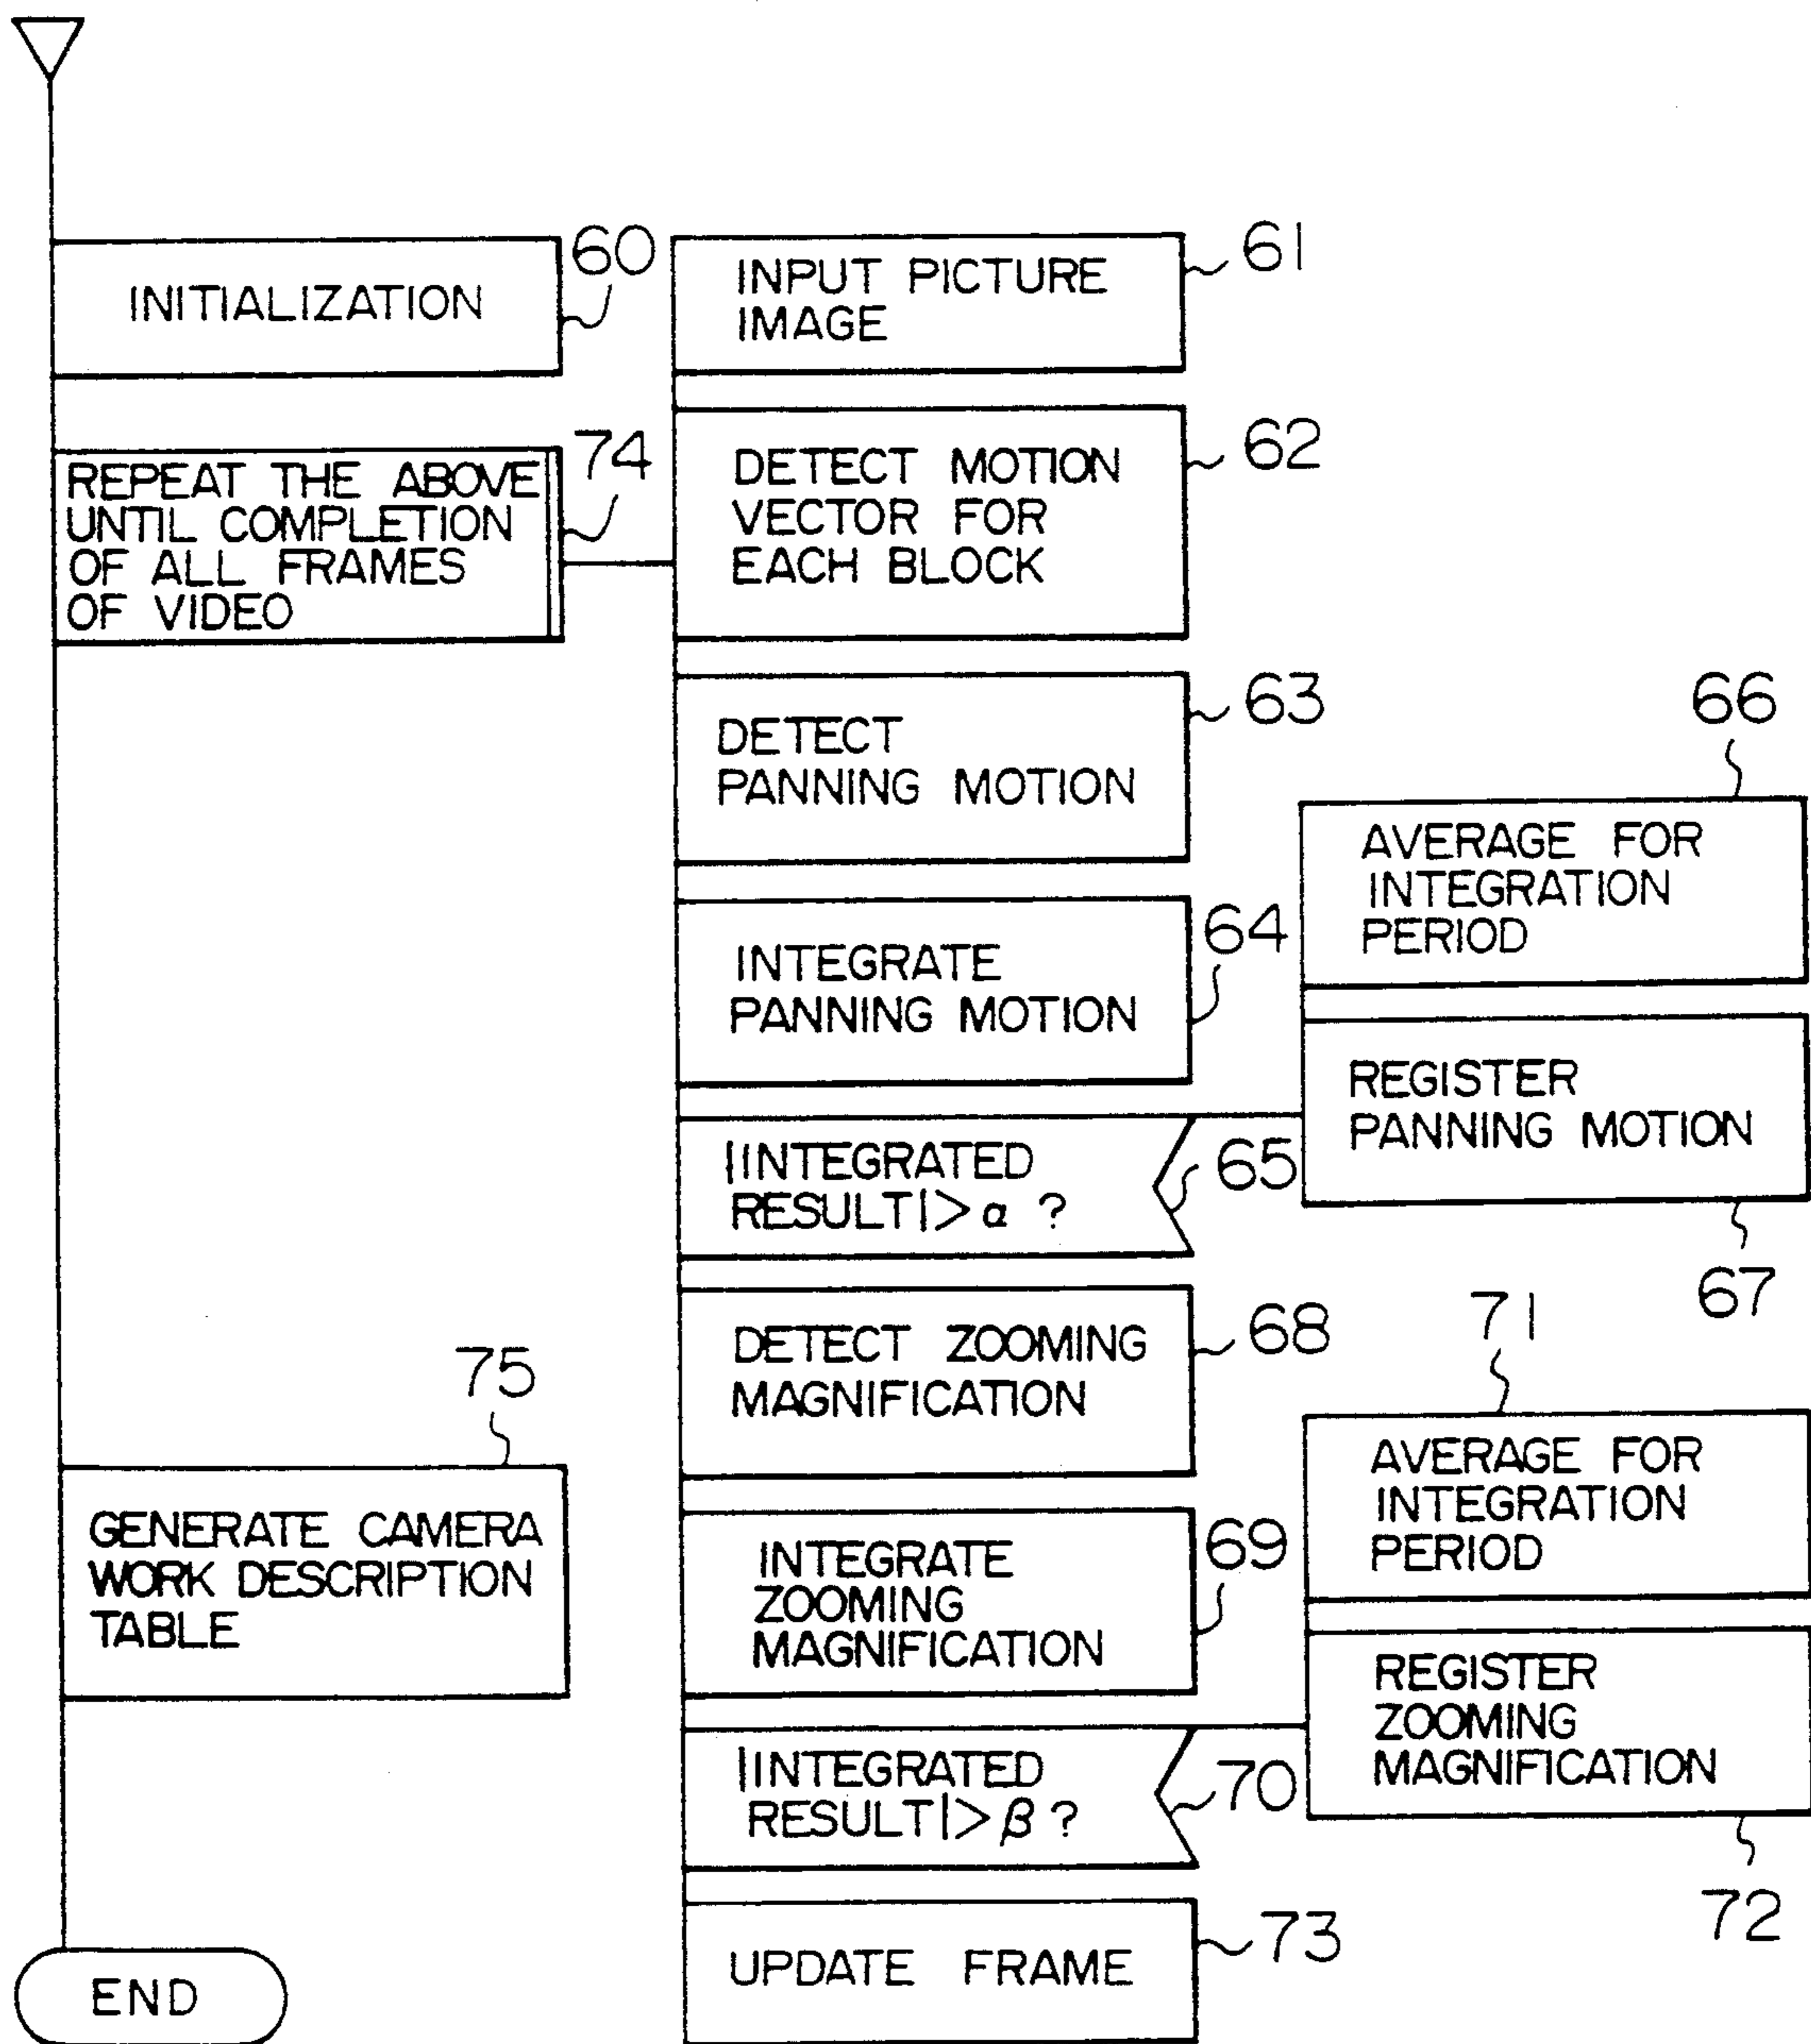 INITIALIZATION
60
REPEAT THE ABOVE
UNTIL COMPLETION
OF ALL FRAMES
OF VIDEO
74
INPUT PICTURE
IMAGE
61
DETECT MOTION
VECTOR FOR
EACH BLOCK
62
DETECT
PANNING MOTION
63
INTEGRATE
PANNING MOTION
64
|INTEGRATED
RESULT|>α ?
65
66
AVERAGE FOR
INTEGRATION
PERIOD
REGISTER
PANNING MOTION
67
DETECT ZOOMING
MAGNIFICATION
68
INTEGRATE
ZOOMING
MAGNIFICATION
69
|INTEGRATED
RESULT|>β ?
70
71
AVERAGE FOR
INTEGRATION
PERIOD
REGISTER
ZOOMING
MAGNIFICATION
72
UPDATE FRAME
73
75
GENERATE CAMERA
WORK DESCRIPTION
TABLE
END